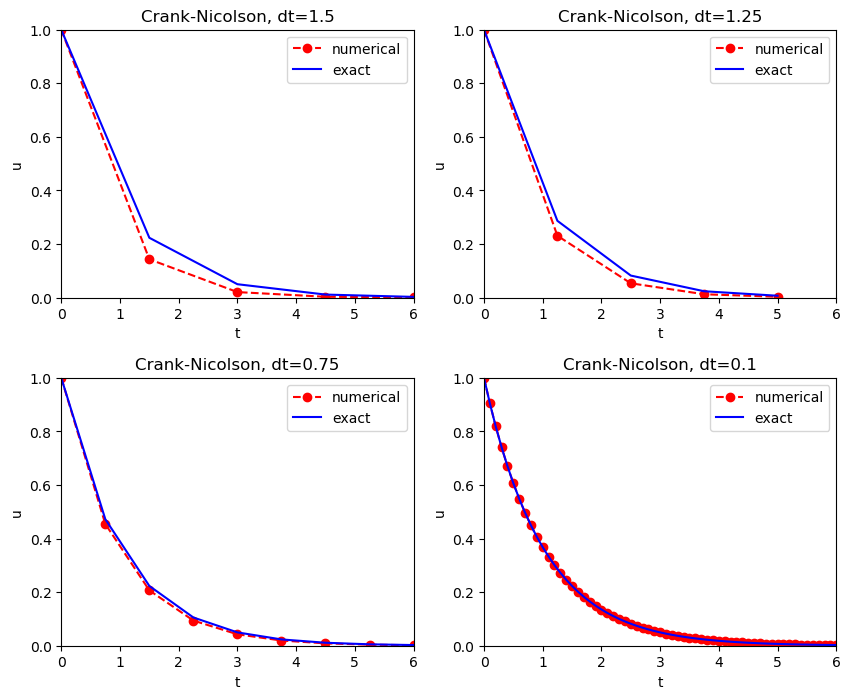 Crank-Nicolson, dt=1.5
1.0
0.8
0.6
0.4
0.2
0.0
u
numerical
exact
0 1 2 3 4 5 6
t
Crank-Nicolson, dt=1.25
1.0
0.8
0.6
0.4
0.2
0.0
u
numerical
exact
0 1 2 3 4 5 6
t
Crank-Nicolson, dt=0.75
1.0
0.8
0.6
0.4
0.2
0.0
u
numerical
exact
0 1 2 3 4 5 6
t
Crank-Nicolson, dt=0.1
1.0
0.8
0.6
0.4
0.2
0.0
u
numerical
exact
0 1 2 3 4 5 6
t